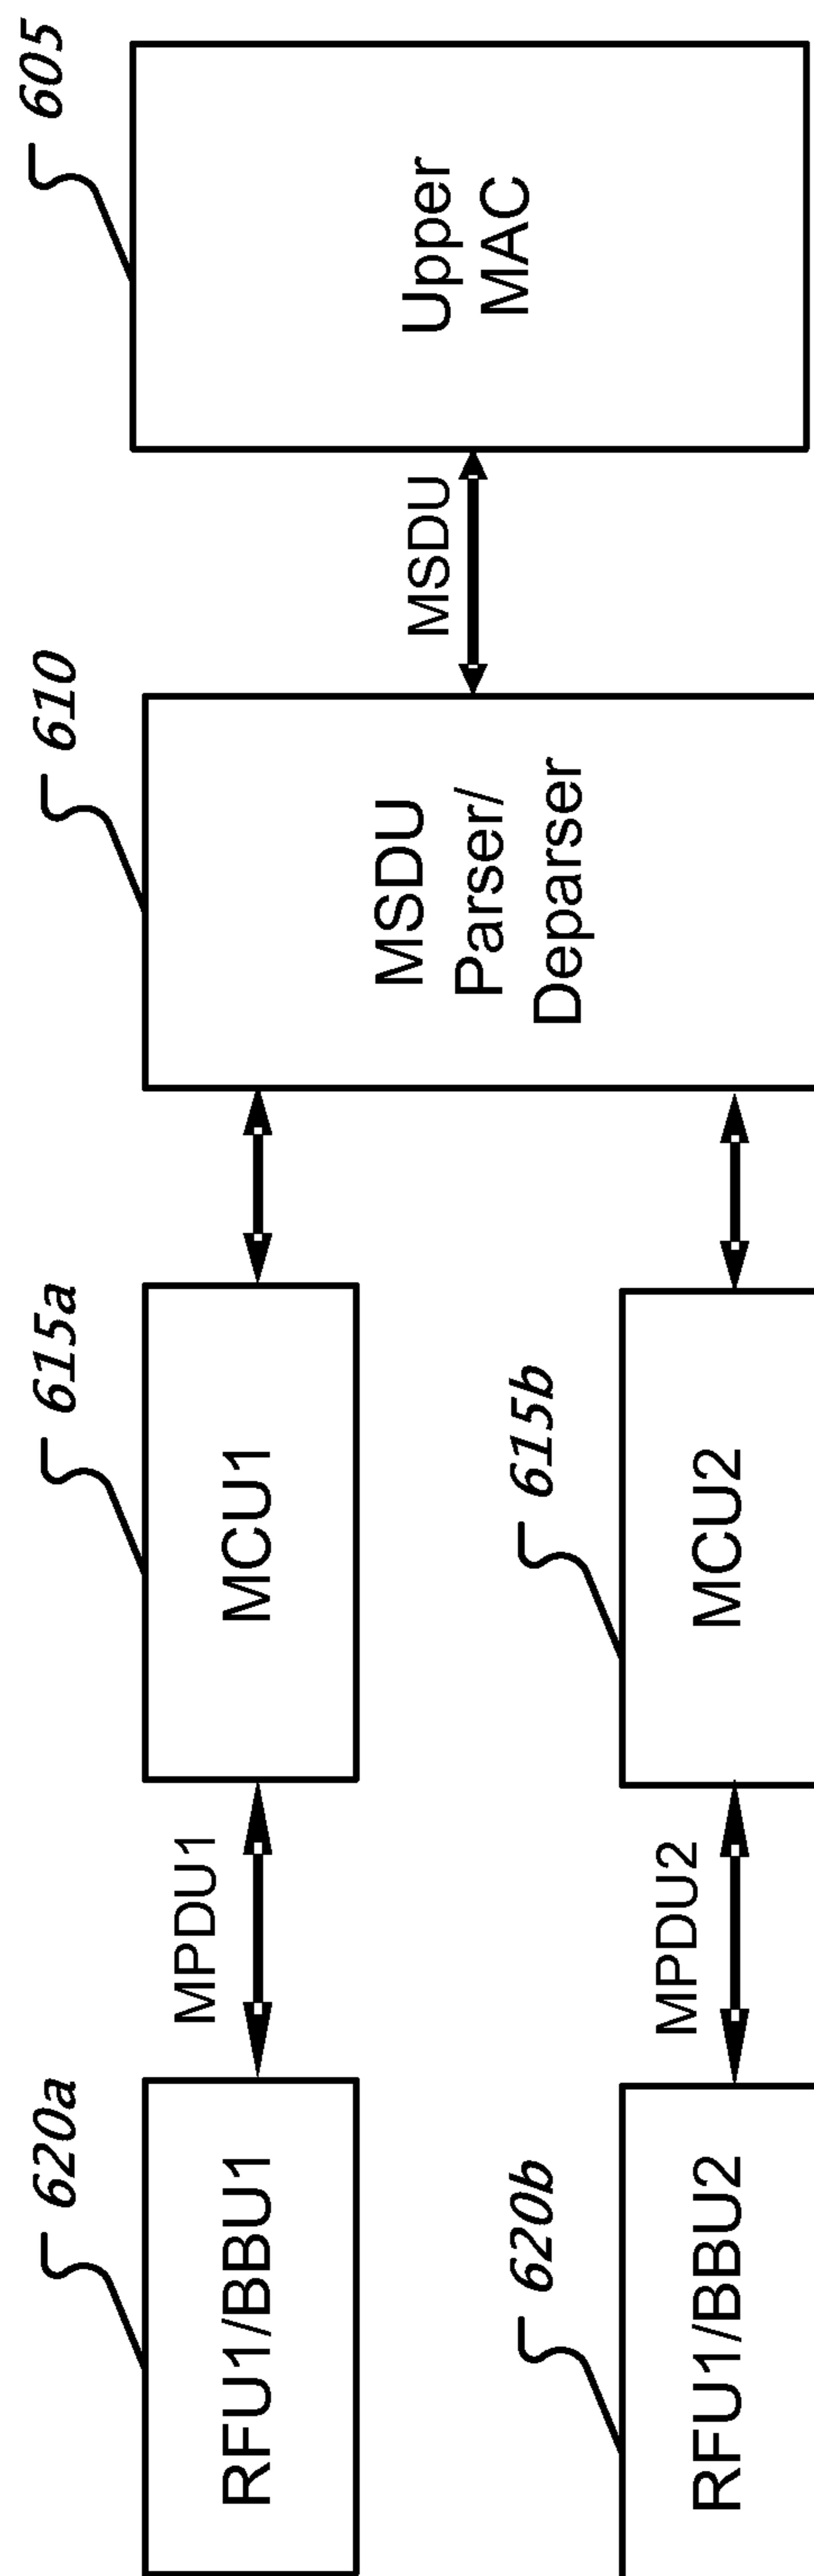 620a
RFU1/BBU1
MPDU1
615a
MCU1
610
MSDU
Parser/
Deparser
MSDU
605
Upper
MAC
620b
RFU1/BBU2
MPDU2
615b
MCU2